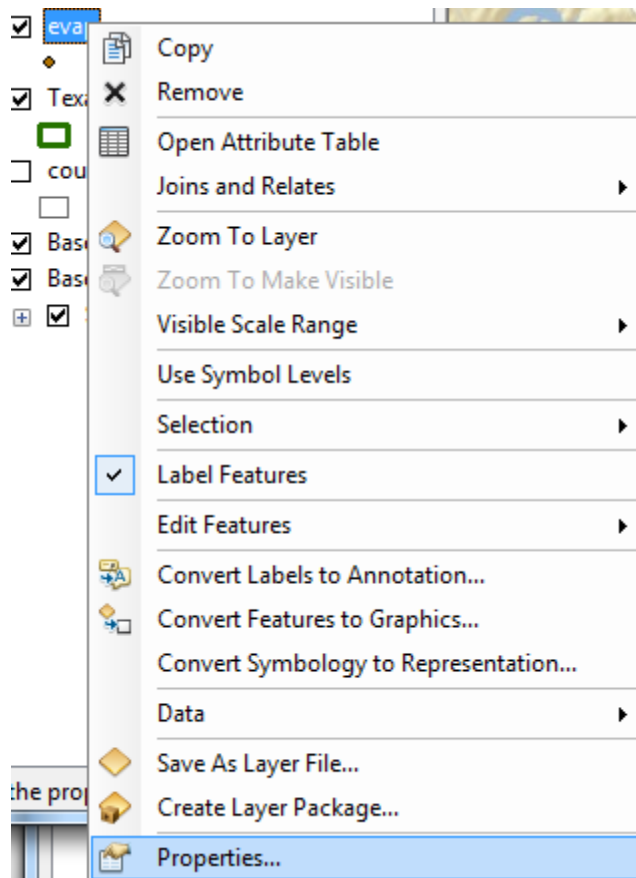 Copy
Remove
Open Attribute Table
Joins and Relates
Zoom To Layer
Zoom To Make Visible
Visible Scale Range
Use Symbol Levels
Selection
Label Features
Edit Features
Convert Labels to Annotation...
Convert Features to Graphics...
Convert Symbology to Representation...
Data
Save As Layer File...
Create Layer Package...
the
Properties...